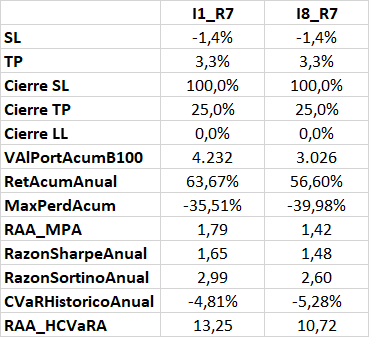 I1_R7 I8_R7
SL -1,4% -1,4%
TP 3,3% 3,3%
Cierre SL 100,0% 100,0%
Cierre TP 25,0% 25,0%
Cierre LL 0,0% 0,0%
VAlPortAcumB100 4.232 3.026
RetAcumAnual 63,67% 56,60%
MaxPerdAcum -35,51% -39,98%
RAA_MPA 1,79 1,42
RazonSharpeAnual 1,65 1,48
RazonSortinoAnual 2,99 2,60
CVaRHistoricoAnual -4,81% -5,28%
RAA_HCVaRA 13,25 10,72